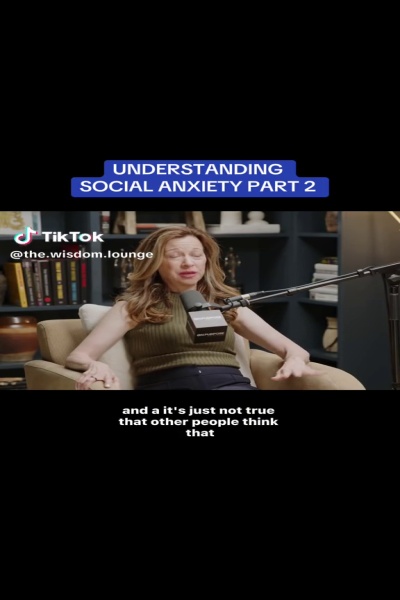 UNDERSTANDING
SOCIAL ANXIETY PART 2
TikTok
@the.wisdom.lounge
and a it's just not true
that other people think
that